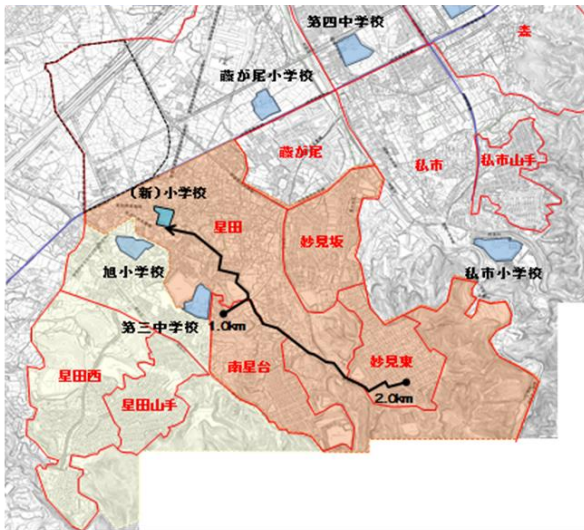 第四中学校
森
藤が尾小学校
藤が尾
私市
私市山手
(新)小学校
星田
妙見坂
旭小学校
私市小学校
第三中学校
1.0km
星田西
南星台
妙見東
星田山手
2.0km